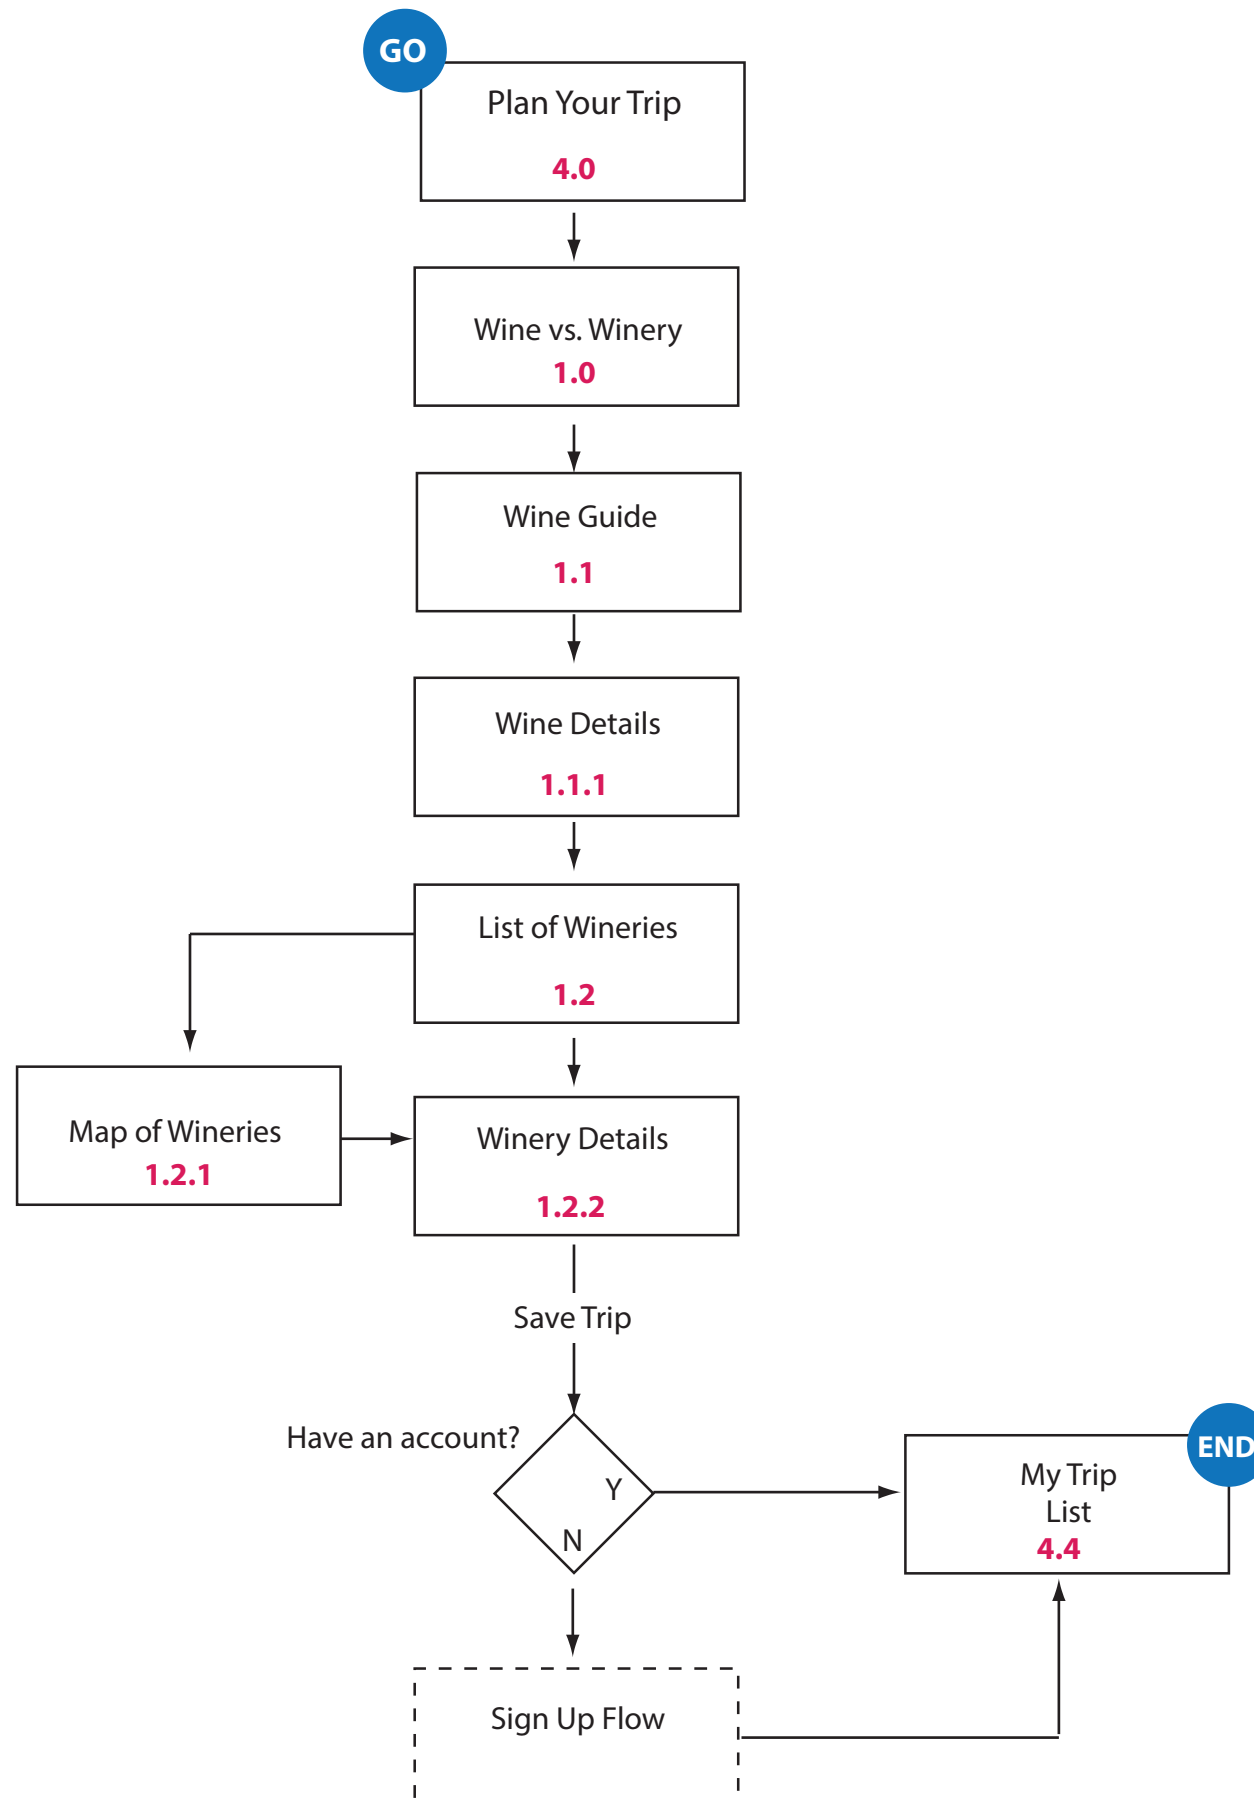 GO
Plan Your Trip
4.0
Wine vs. Winery
1.0
Wine Guide
1.1
Wine Details
1.1.1
List of Wineries
1.2
Map of Wineries
1.2.1
Winery Details
1.2.2
Save Trip
Have an account?
Y
N
END
My Trip
List
4.4
Sign Up Flow